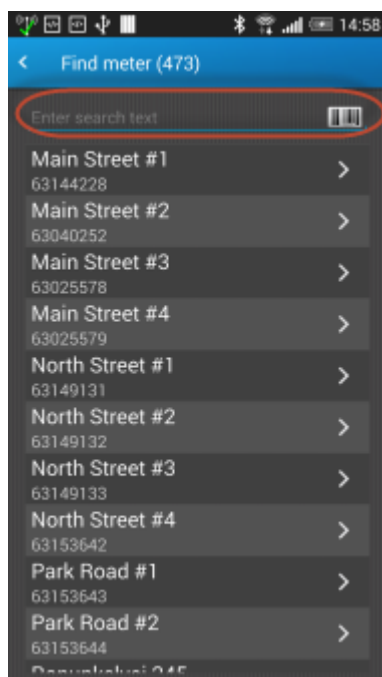 14:58
Find meter (473)
Enter search text
Main Street #1
63144228
Main Street #2
63040252
Main Street #3
63025578
Main Street #4
63025579
North Street #1
63149131
North Street #2
63149132
North Street #3
63149133
North Street #4
63153642
Park Road #1
63153643
Park Road #2
63153644